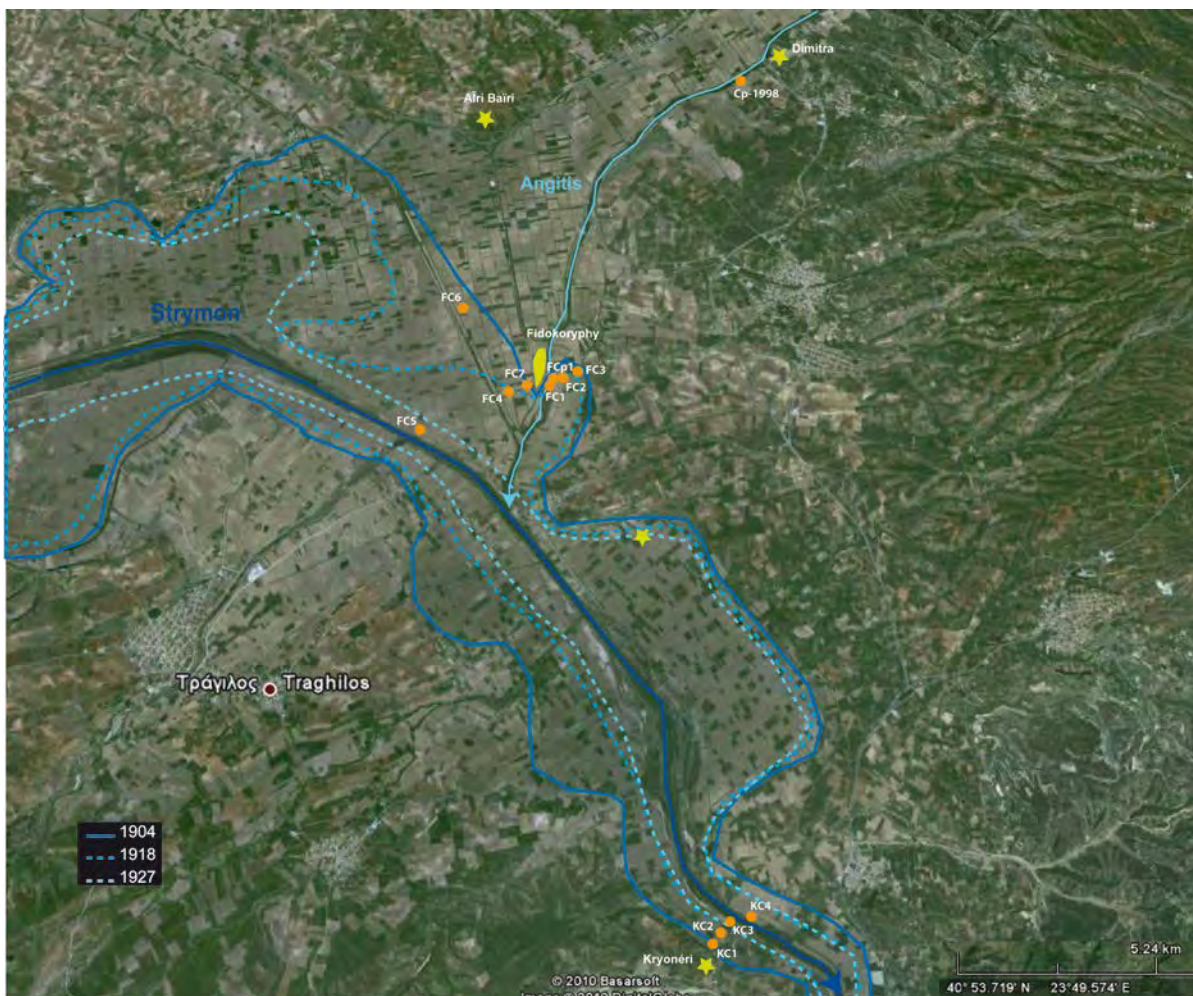 Dimitra
Cp-1998
Aïri Baïri
Angitis
FC6
Strymon
Fidokoryphy
FCp1
FC3
FC7
FC2
FC4
FC1
FC5
Τράγιλος Traghilos
1904
1918
1927
KC4
KC2
KC3
KC1
Kryonéri
5.24 km
© 2010 Basarsoft
40° 53.719' N 23°49.574' E